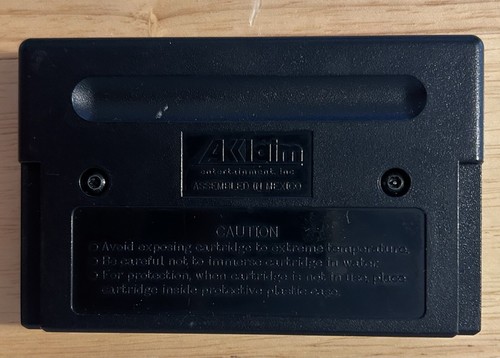 AKlaim
entertainment, inc.
ASSEMBLED IN MEXICO
CAUTION
○ Avoid exposing cartridge to extreme temperature.
○ Be careful not to immerse cartridge in water.
○ For protection, when cartridge is not in use, place
cartridge inside protective plastic case.